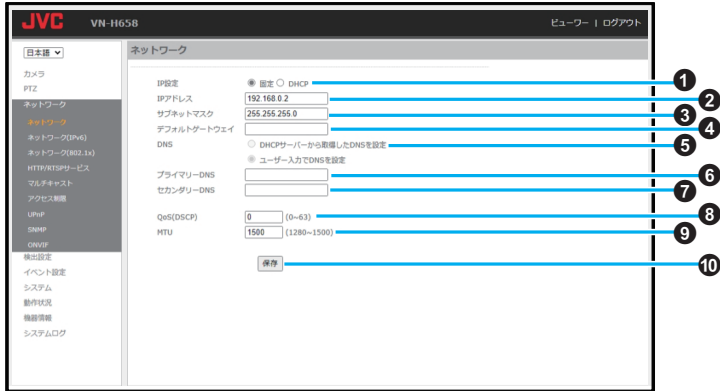 JVC VN-H658 ビューワー | ログアウト
日本語
ネットワーク
カメラ
PTZ
ネットワーク
ネットワーク
ネットワーク(IPv6)
ネットワーク(802.1x)
HTTP/RTSPサービス
マルチキャスト
アクセス制限
UPnP
SNMP
ONVIF
検出設定
イベント設定
システム
動作状況
機器情報
システムログ
IP設定 固定 DHCP 1
IPアドレス 192.168.0.2 2
サブネットマスク 255.255.255.0 3
デフォルトゲートウェイ 4
DNS DHCPサーバーから取得したDNSを設定 5
ユーザー入力でDNSを設定
プライマリーDNS 6
セカンダリーDNS 7
QoS(DSCP) 0 (0~63) 8
MTU 1500 (1280~1500) 9
保存 10